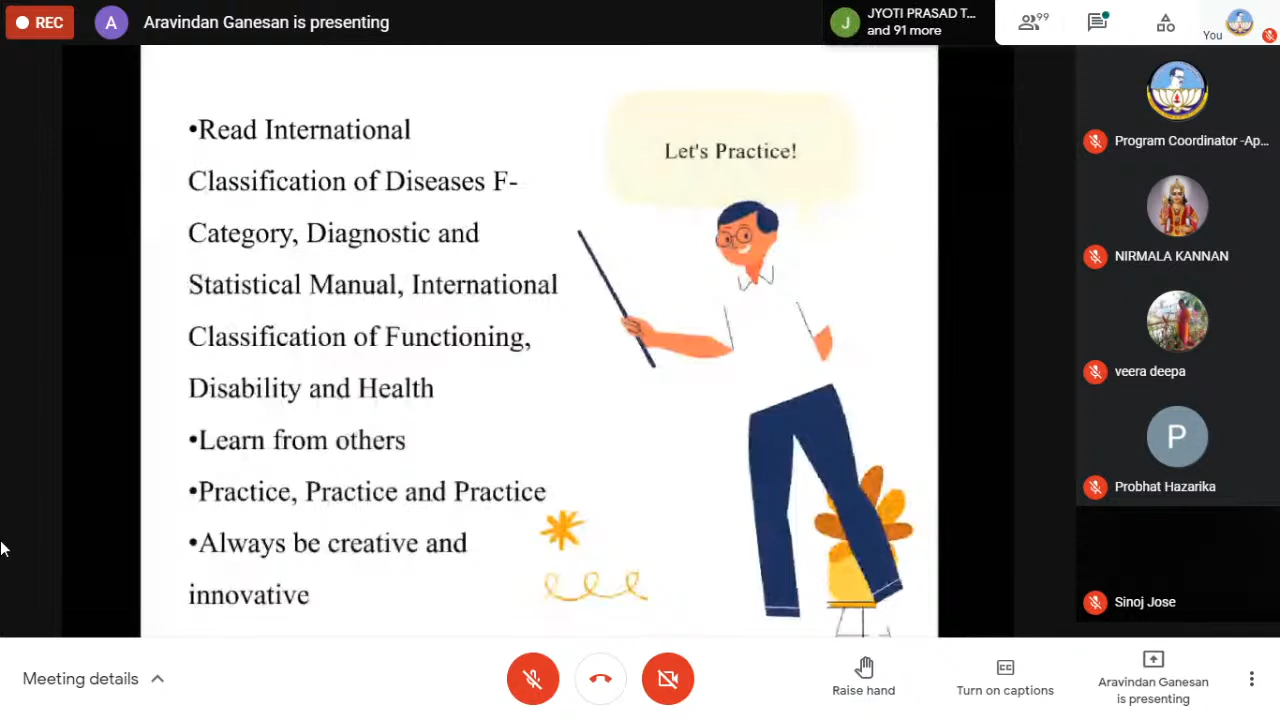 REC
A
Aravindan Ganesan is presenting
J
JYOTI PRASAD T...
and 91 more
99
You
•Read International
Classification of Diseases F-
Category, Diagnostic and
Statistical Manual, International
Classification of Functioning,
Disability and Health
•Learn from others
•Practice, Practice and Practice
•Always be creative and
innovative
Let's Practice!
Program Coordinator -Ap...
NIRMALA KANNAN
veera deepa
P
Probhat Hazarika
Sinoj Jose
Meeting details
Raise hand
Turn on captions
Aravindan Ganesan
is presenting